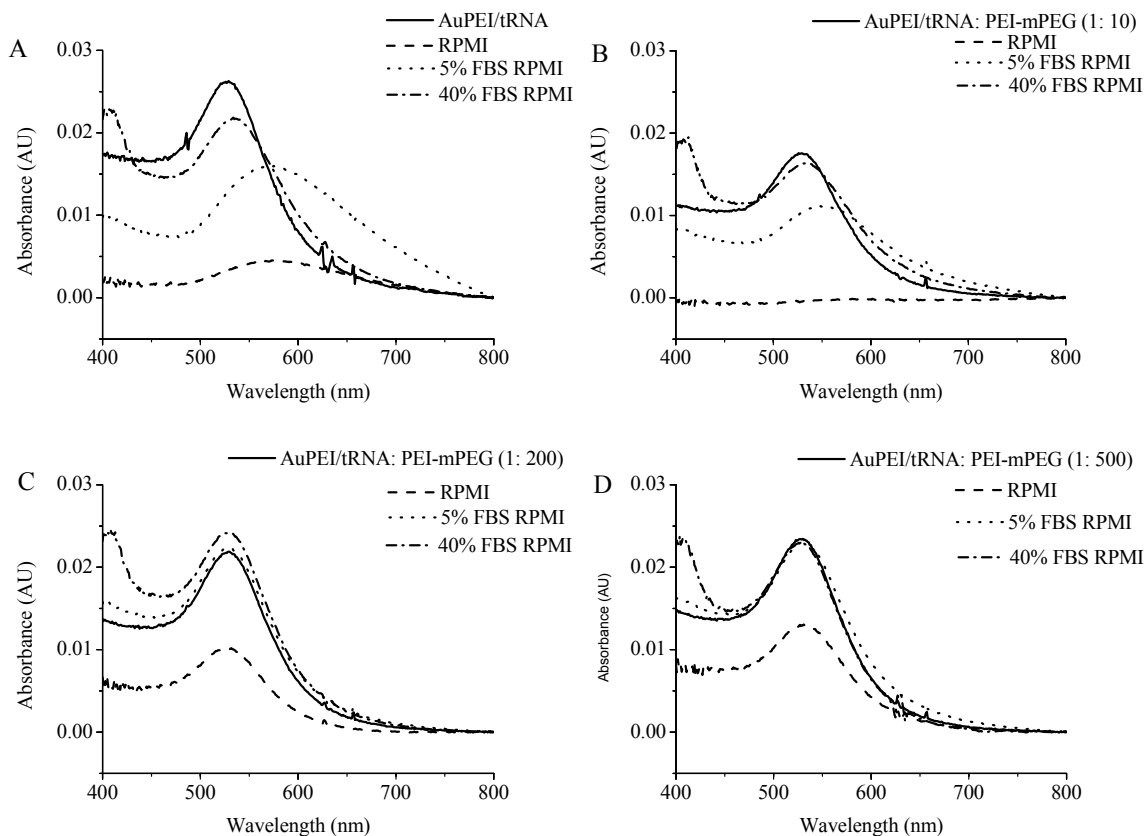 A
AuPEI/tRNA
RPMI
5% FBS RPMI
40% FBS RPMI
0.03
0.02
0.01
0.00
400 500 600 700 800
Absorbance (AU)
Wavelength (nm)
B
AuPEI/tRNA: PEI-mPEG (1: 10)
RPMI
5% FBS RPMI
40% FBS RPMI
0.03
0.02
0.01
0.00
400 500 600 700 800
Absorbance (AU)
Wavelength (nm)
C
AuPEI/tRNA: PEI-mPEG (1: 200)
RPMI
5% FBS RPMI
40% FBS RPMI
0.03
0.02
0.01
0.00
400 500 600 700 800
Absorbance (AU)
Wavelength (nm)
D
AuPEI/tRNA: PEI-mPEG (1: 500)
RPMI
5% FBS RPMI
40% FBS RPMI
0.03
0.02
0.01
0.00
400 500 600 700 800
Absorbance (AU)
Wavelength (nm)